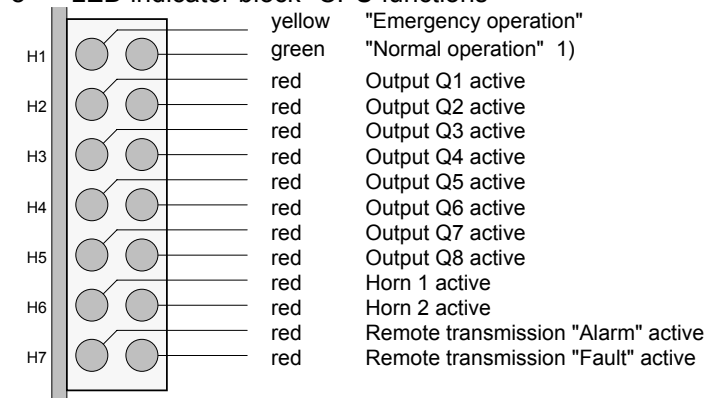 LED indicator block "CPU functions"
yellow "Emergency operation"
H1 green "Normal operation" 1)
red Output Q1 active
H2 red Output Q2 active
red Output Q3 active
H3 red Output Q4 active
red Output Q5 active
H4 red Output Q6 active
red Output Q7 active
H5 red Output Q8 active
red Horn 1 active
H6 red Horn 2 active
red Remote transmission "Alarm" active
H7 red Remote transmission "Fault" active